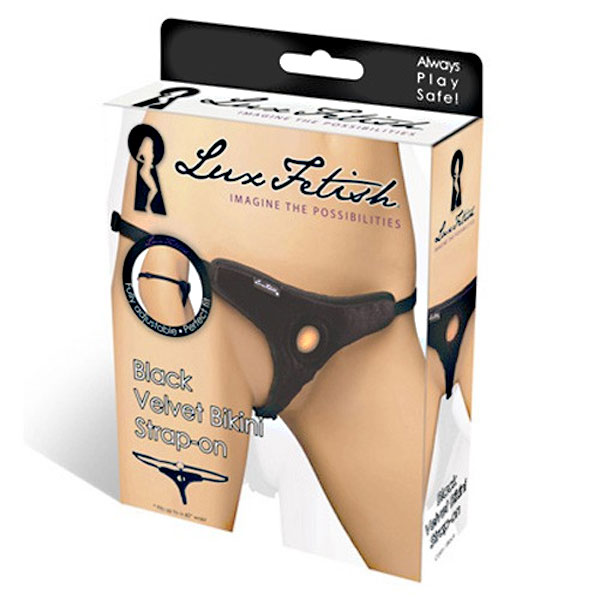 Always
Play
Safe!
Lux Fetish
IMAGINE THE POSSIBILITIES
Lux Fetish
IMAGINE THE POSSIBILITIES
Lux Fetish
Fully adjustable • Perfect fit
Black
Velvet Bikini
Strap-on
Black
Velvet Bikini
Strap-on